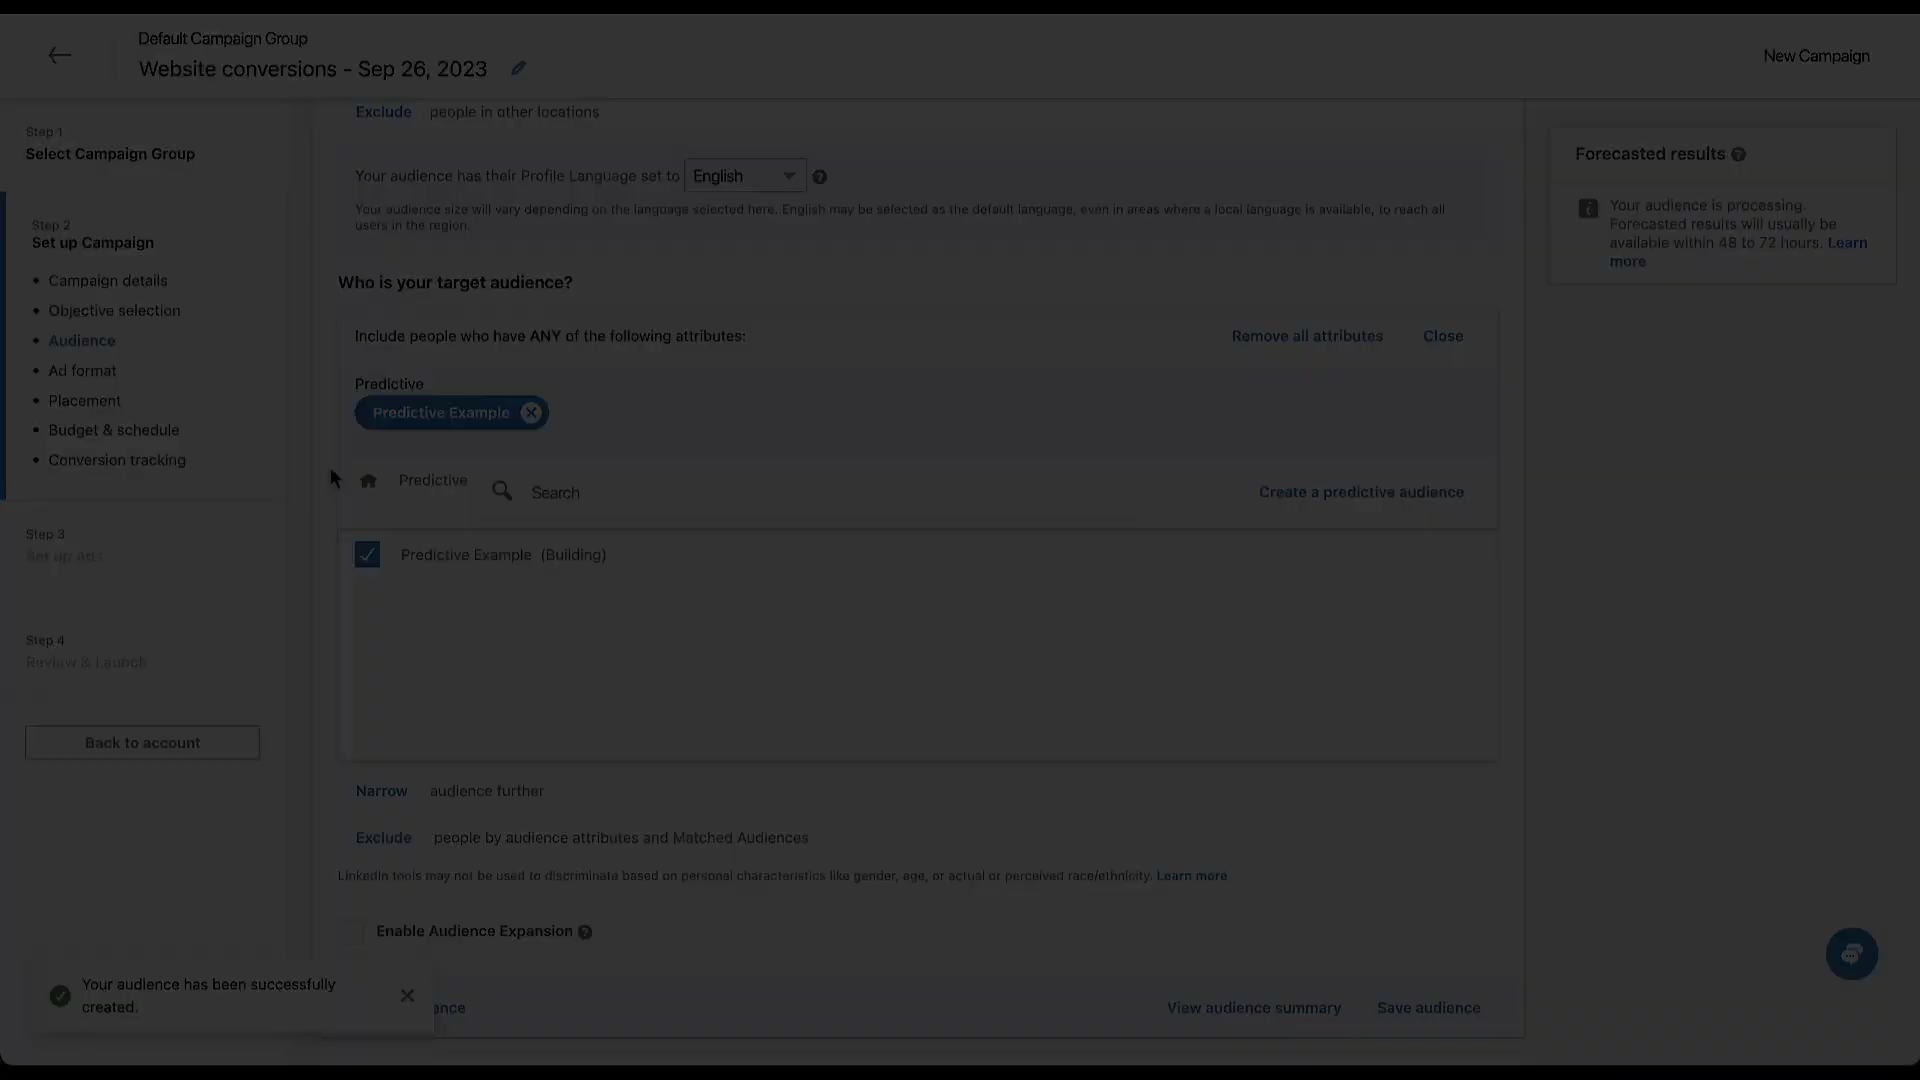 Default Campaign Group
Website conversions - Sep 26, 2023
New Campaign
Step 1
Select Campaign Group
Step 2
Set up Campaign
• Campaign details
• Objective selection
• Audience
• Ad format
• Placement
• Budget & schedule
• Conversion tracking
Step 3
Set up Ads
Step 4
Review & Launch
Back to account
Exclude people in other locations
Your audience has their Profile Language set to English
Your audience size will vary depending on the language selected here. English may be selected as the default language, even in areas where a local language is available, to reach all
users in the region.
Who is your target audience?
Include people who have ANY of the following attributes:
Remove all attributes Close
Predictive
Predictive Example
Predictive Search
Create a predictive audience
Predictive Example (Building)
Narrow audience further
Exclude people by audience attributes and Matched Audiences
LinkedIn tools may not be used to discriminate based on personal characteristics like gender, age, or actual or perceived race/ethnicity. Learn more
Enable Audience Expansion
ence
View audience summary Save audience
Your audience has been successfully
created.
Forecasted results
Your audience is processing.
Forecasted results will usually be
available within 48 to 72 hours. Learn
more